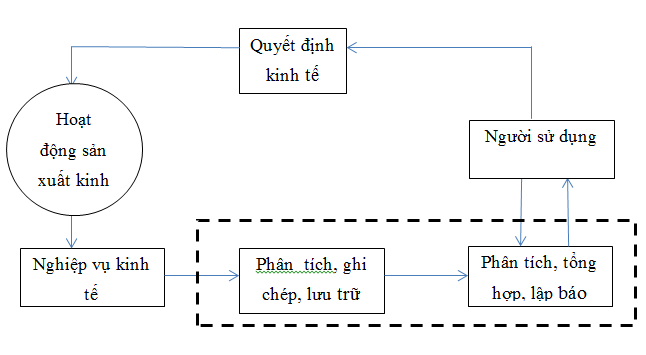 Quyết định
kinh tế
Hoạt
động sản
xuất kinh
Người sử dụng
Nghiệp vụ kinh
tế
Phân tích, ghi
chép, lưu trữ
Phân tích, tổng
hợp, lập báo